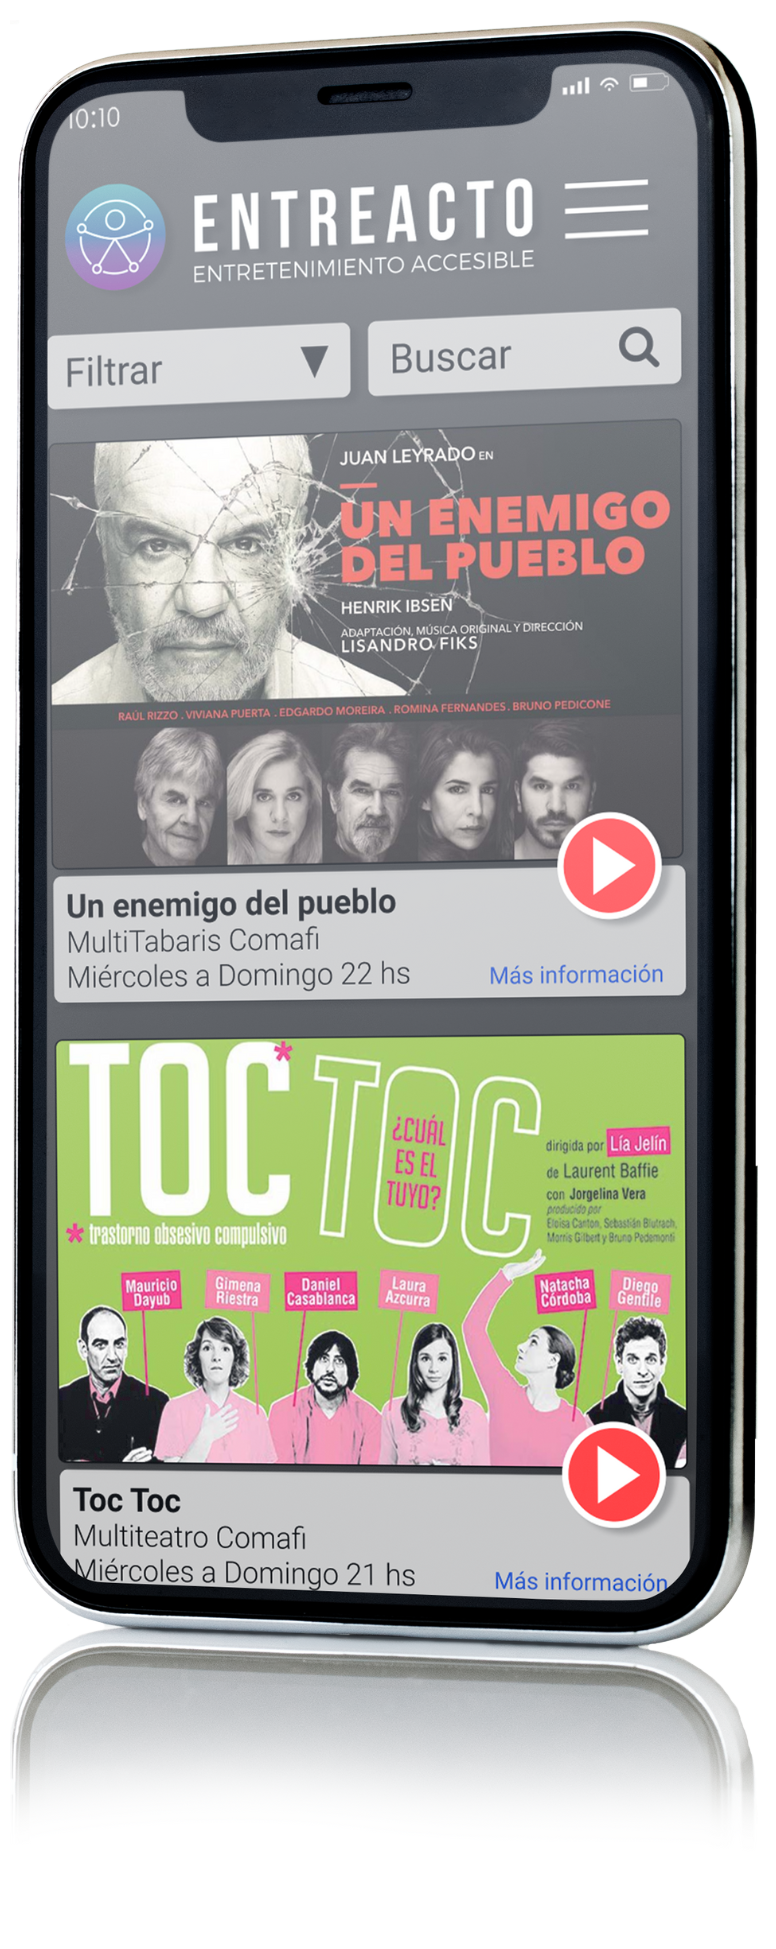 10:10
ENTREACTO
ENTRETENIMIENTO ACCESIBLE
Filtrar
Buscar
JUAN LEYRADO EN
UN ENEMIGO
DEL PUEBLO
HENRIK IBSEN
ADAPTACIÓN, MÚSICA ORIGINAL Y DIRECCIÓN
LISANDRO FIKS
RAÚL RIZZO . VIVIANA PUERTA . EDGARDO MOREIRA . ROMINA FERNANDES . BRUNO PEDICONE
Un enemigo del pueblo
MultiTabaris Comafi
Miércoles a Domingo 22 hs
Más información
TOC* TOC
¿CUÁL
ES EL
TUYO?
* trastorno obsesivo compulsivo
dirigida por Lía Jelín
de Laurent Baffie
con Jorgelina Vera
producido por
Eloisa Canton, Sebastián Blutrach,
Morris Gilbert y Bruno Pedemonti
Mauricio
Dayub
Gimena
Riestra
Daniel
Casablanca
Laura
Azcurra
Natacha
Córdoba
Diego
Gentile
Toc Toc
Multiteatro Comafi
Miércoles a Domingo 21 hs
Más información